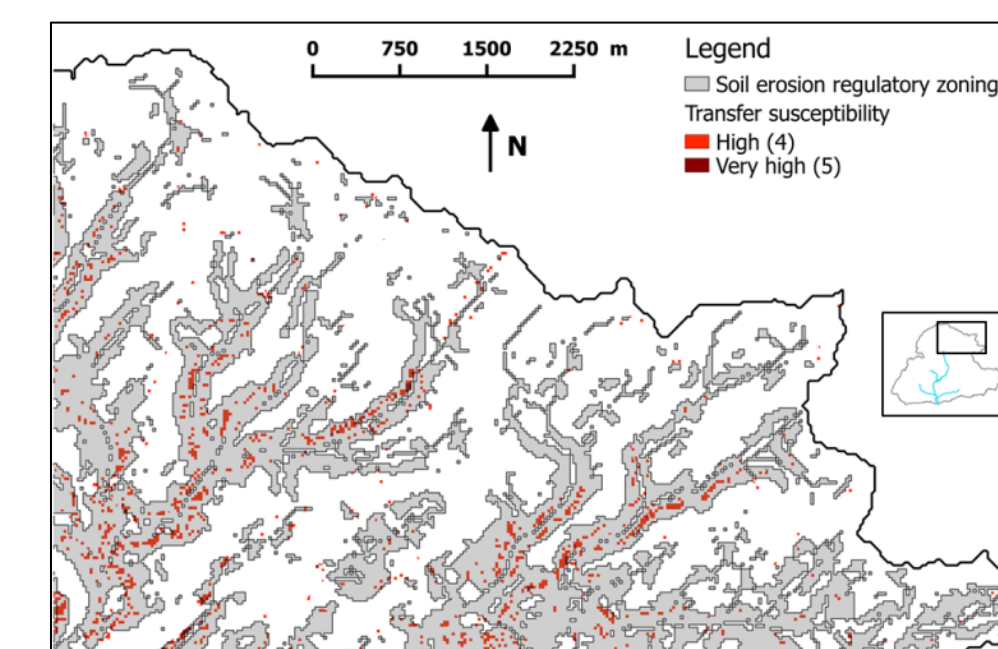 0 750 1500 2250 m
N
Legend
Soil erosion regulatory zoning
Transfer susceptibility
High (4)
Very high (5)